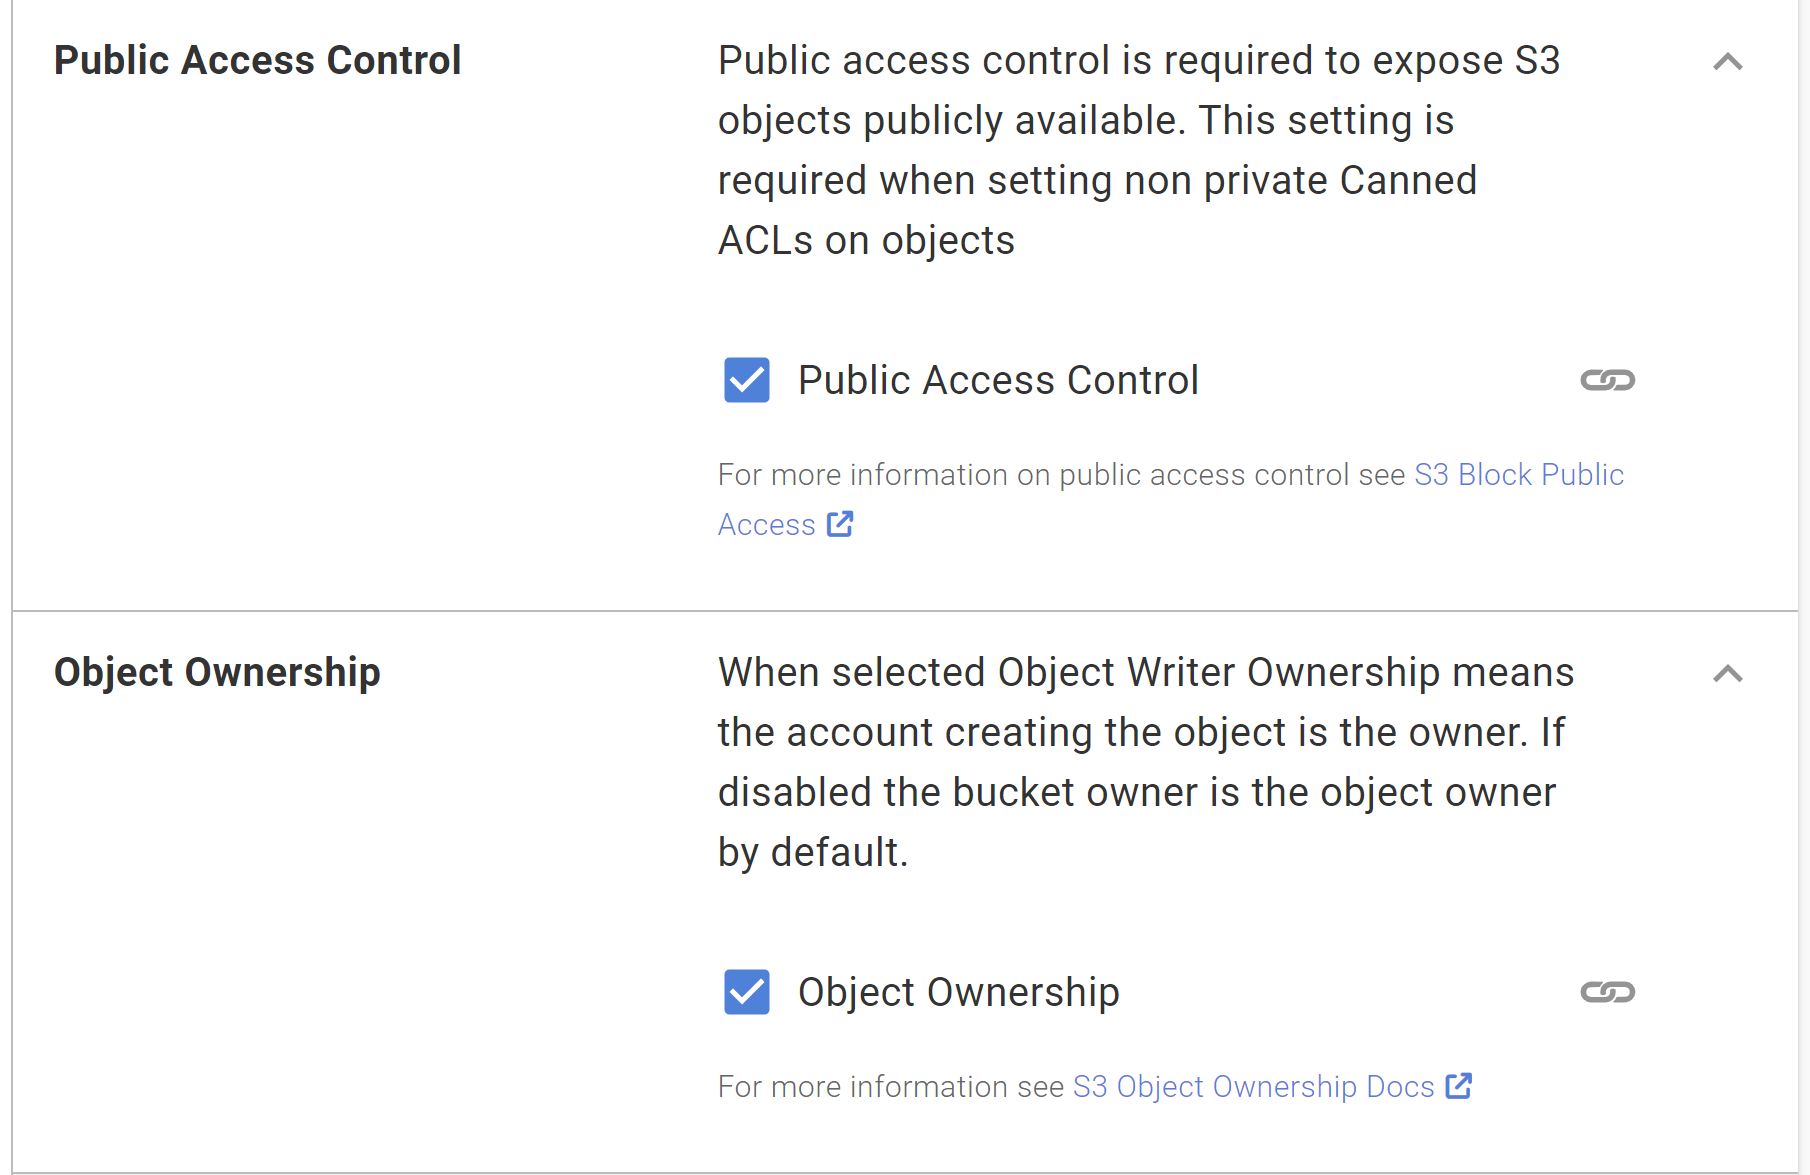 Public Access Control
Public access control is required to expose S3
objects publicly available. This setting is
required when setting non private Canned
ACLs on objects
Public Access Control
For more information on public access control see S3 Block Public
Access
Object Ownership
When selected Object Writer Ownership means
the account creating the object is the owner. If
disabled the bucket owner is the object owner
by default.
Object Ownership
For more information see S3 Object Ownership Docs